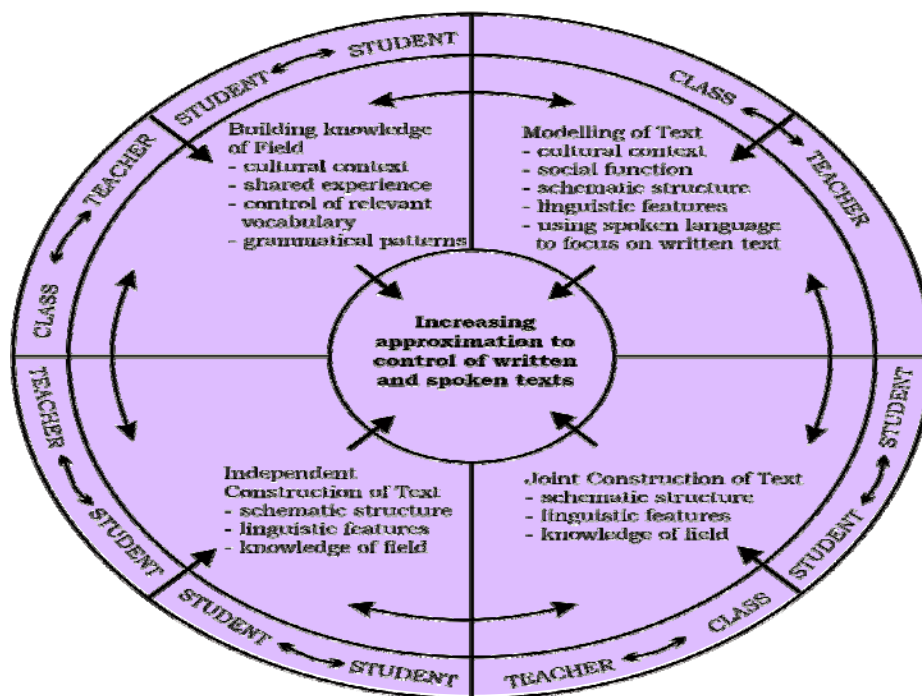 STUDENT
STUDENT
CLASS
TEACHER
TEACHER
CLASS
Building knowledge
of Field
- cultural context
- shared experience
- control of relevant
vocabulary
- grammatical patterns
Modelling of Text
- cultural context
- social function
- schematic structure
- linguistic features
- using spoken language
to focus on written text
Increasing
approximation to
control of written
and spoken texts
TEACHER
STUDENT
Independent
Construction of Text
- schematic structure
- linguistic features
- knowledge of field
Joint Construction of Text
- schematic structure
- linguistic features
- knowledge of field
STUDENT
STUDENT
STUDENT
STUDENT
TEACHER
CLASS